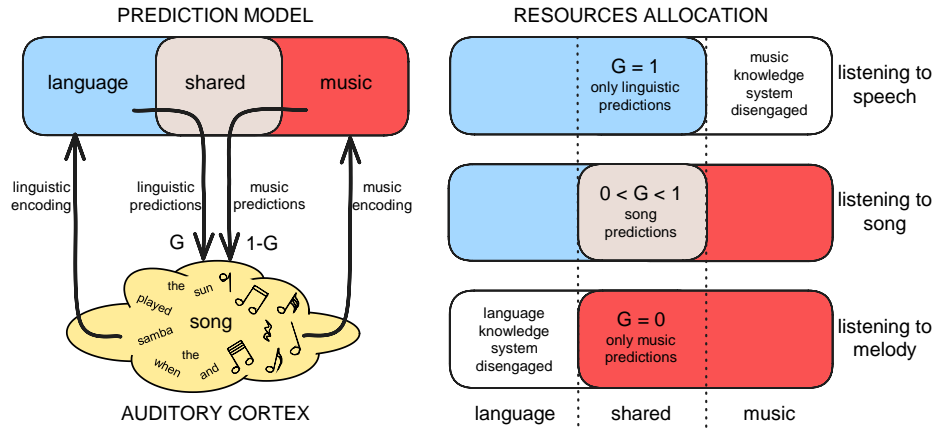 PREDICTION MODEL
language
shared
music
linguistic
encoding
linguistic
predictions
music
predictions
music
encoding
G
1-G
the
sun
played
song
samba
the
when
and
AUDITORY CORTEX
RESOURCES ALLOCATION
G = 1
only linguistic
predictions
music
knowledge
system
disengaged
listening to
speech
0 < G < 1
song
predictions
listening to
song
language
knowledge
system
disengaged
G = 0
only music
predictions
listening to
melody
language
shared
music